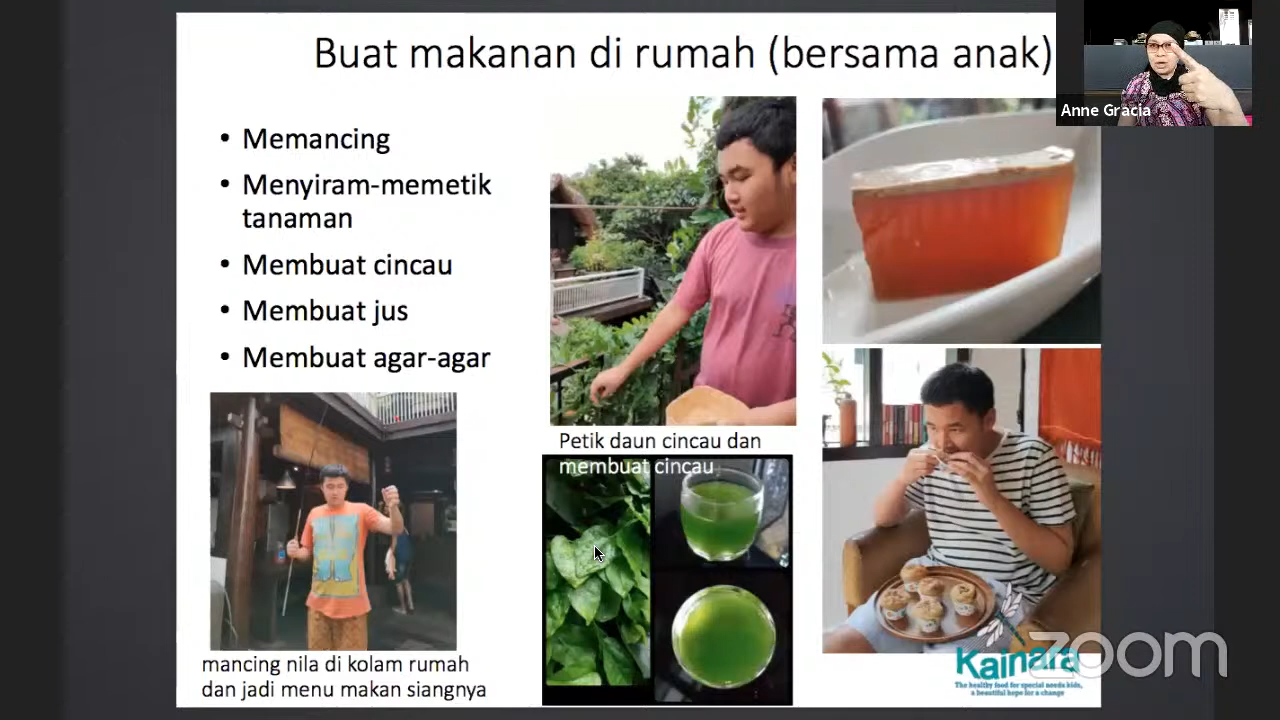 Buat makanan di rumah (bersama anak)
Anne Gracia
• Memancing
• Menyiram-memetik
tanaman
• Membuat cincau
• Membuat jus
• Membuat agar-agar
Petik daun cincau dan
membuat cincau
mancing nila di kolam rumah
dan jadi menu makan siangnya
Kainara
The healthy food for special needs kids,
a beautiful hope for a change
zoom